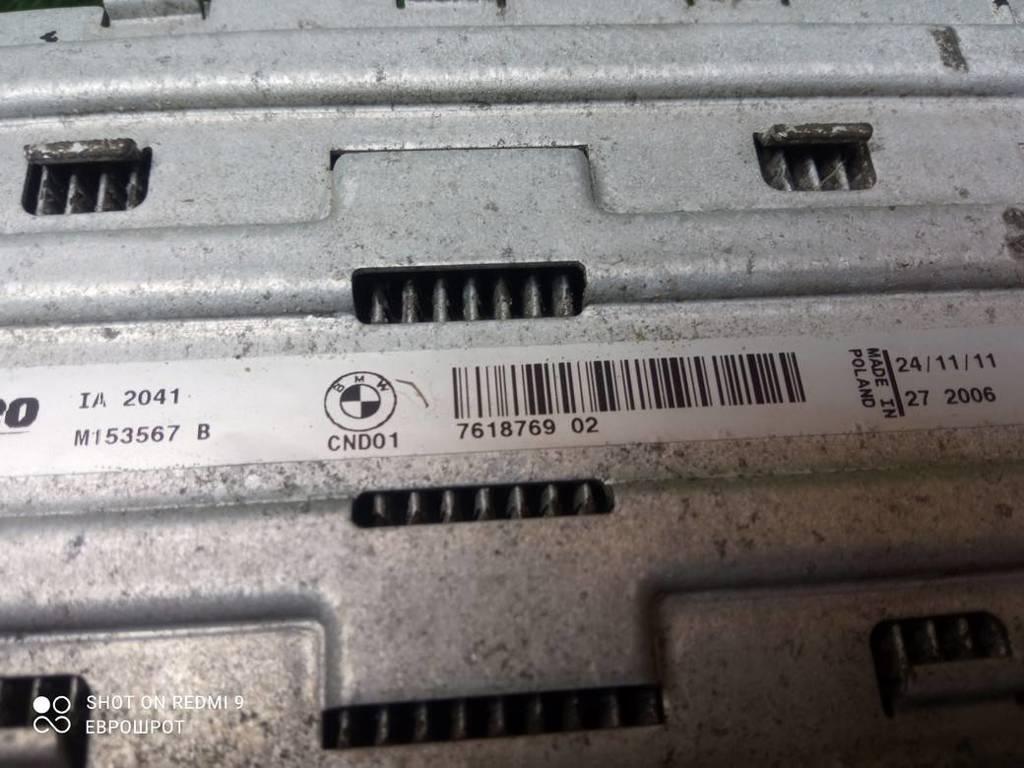 IA 2041
M153567 B
BMW
CND01
7618769 02
MADE IN
POLAND
24/11/11
27 2006
SHOT ON REDMI 9
ЕВРОШРОТ